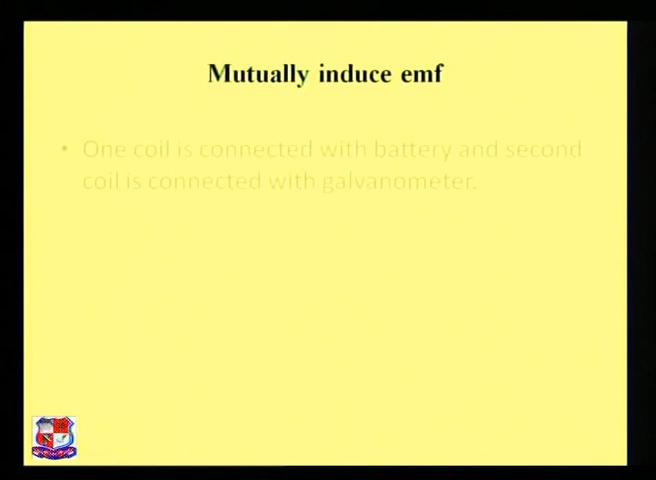 Mutually induce emf
• One coil is connected with battery and second
coil is connected with galvanometer.